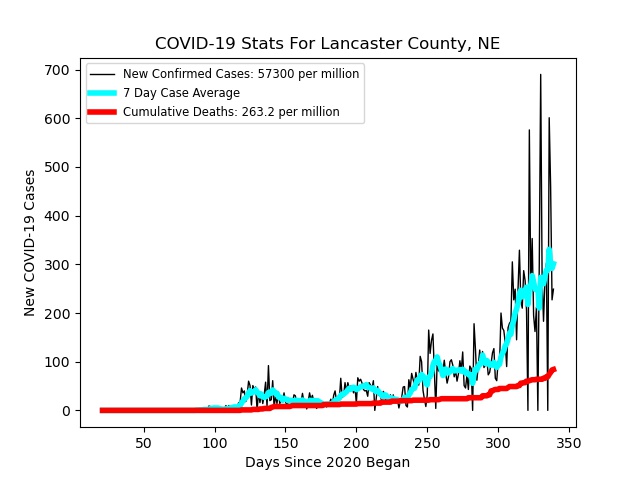 COVID-19 Stats For Lancaster County, NE
New Confirmed Cases: 57300 per million
7 Day Case Average
Cumulative Deaths: 263.2 per million
New COVID-19 Cases
700
600
500
400
300
200
100
0
50 100 150 200 250 300 350
Days Since 2020 Began